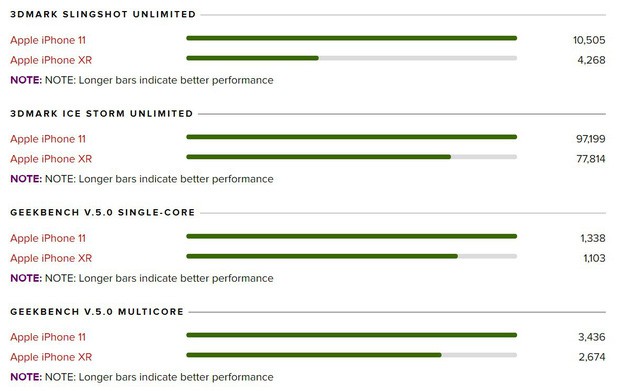 3DMARK SLINGSHOT UNLIMITED
Apple iPhone 11 10,505
Apple iPhone XR 4,268
NOTE: NOTE: Longer bars indicate better performance
3DMARK ICE STORM UNLIMITED
Apple iPhone 11 97,199
Apple iPhone XR 77,814
NOTE: NOTE: Longer bars indicate better performance
GEEKBENCH V.5.0 SINGLE-CORE
Apple iPhone 11 1,338
Apple iPhone XR 1,103
NOTE: NOTE: Longer bars indicate better performance
GEEKBENCH V.5.0 MULTICORE
Apple iPhone 11 3,436
Apple iPhone XR 2,674
NOTE: NOTE: Longer bars indicate better performance